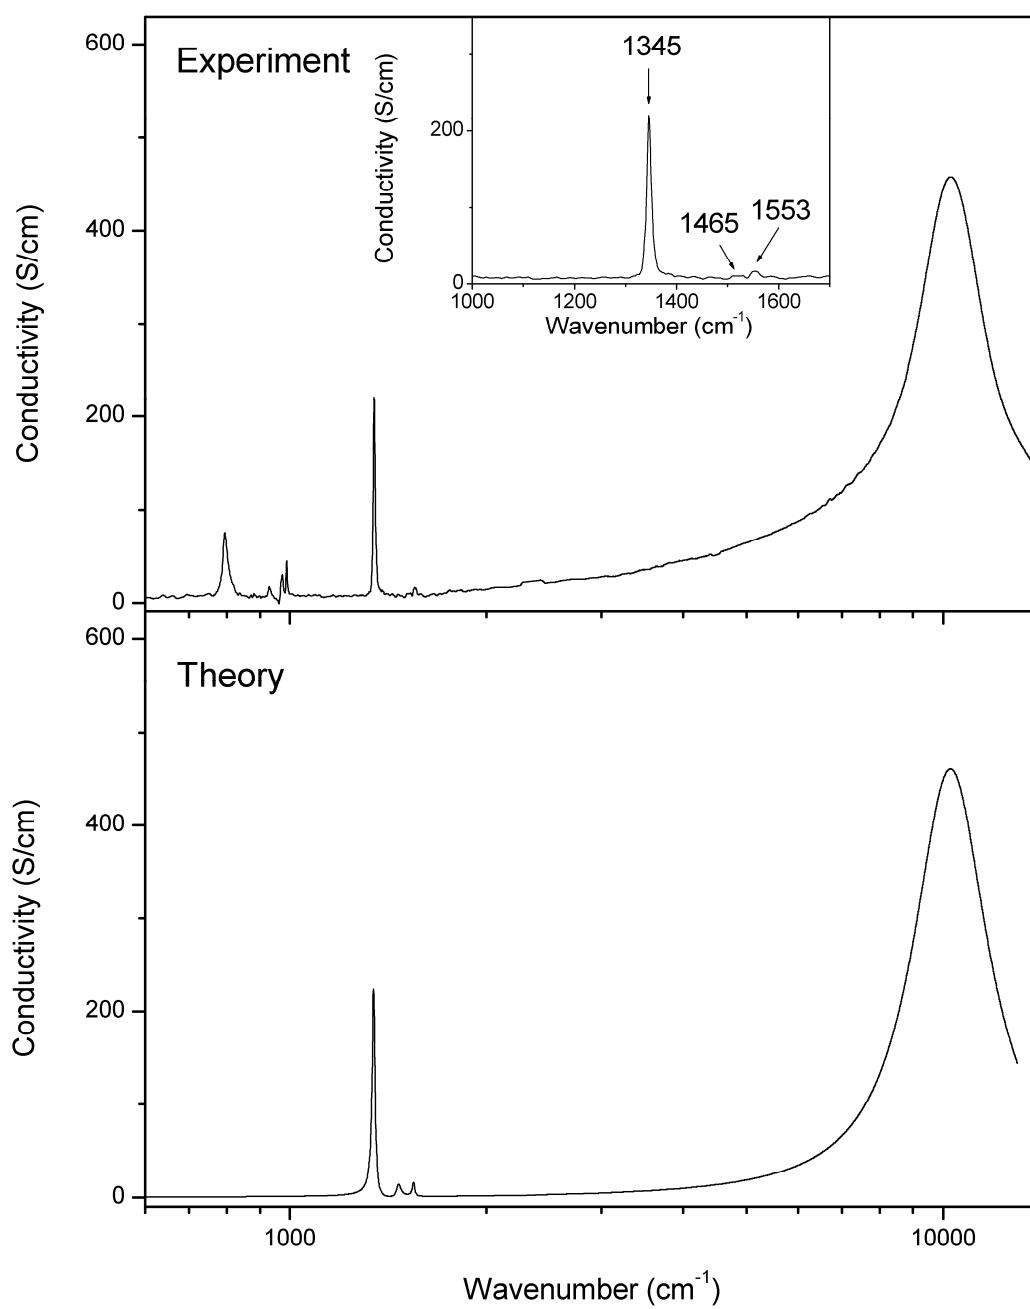 600
Experiment
400
200
0
Conductivity (S/cm)
1345
200
1465
1553
0
1000
1200
1400
1600
Conductivity (S/cm)
Wavenumber (cm⁻¹)
600
Theory
400
200
0
Conductivity (S/cm)
1000
10000
Wavenumber (cm⁻¹)